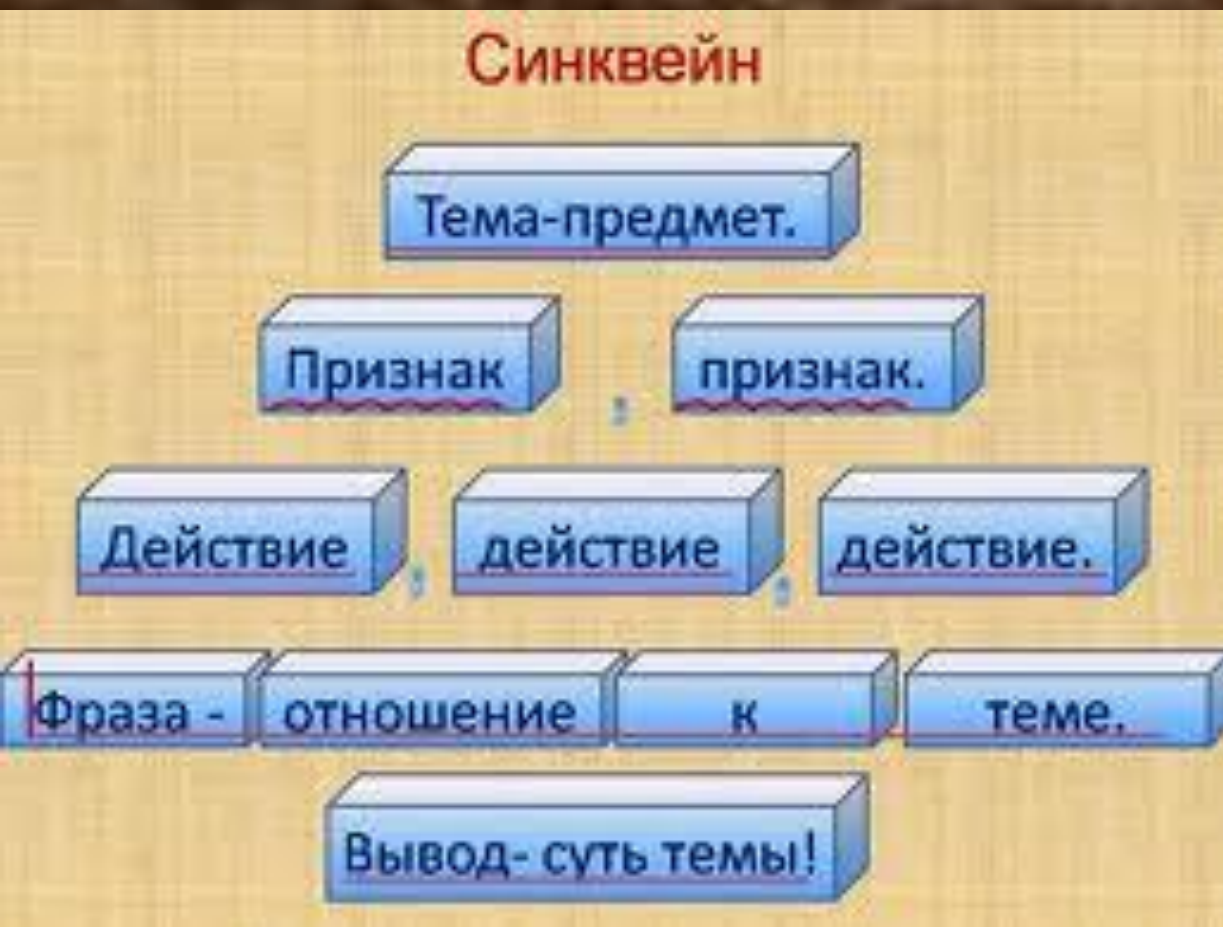 Синквейн
Тема-предмет.
Признак , признак.
Действие , действие , действие.
Фраза - отношение к теме.
Вывод- суть темы!